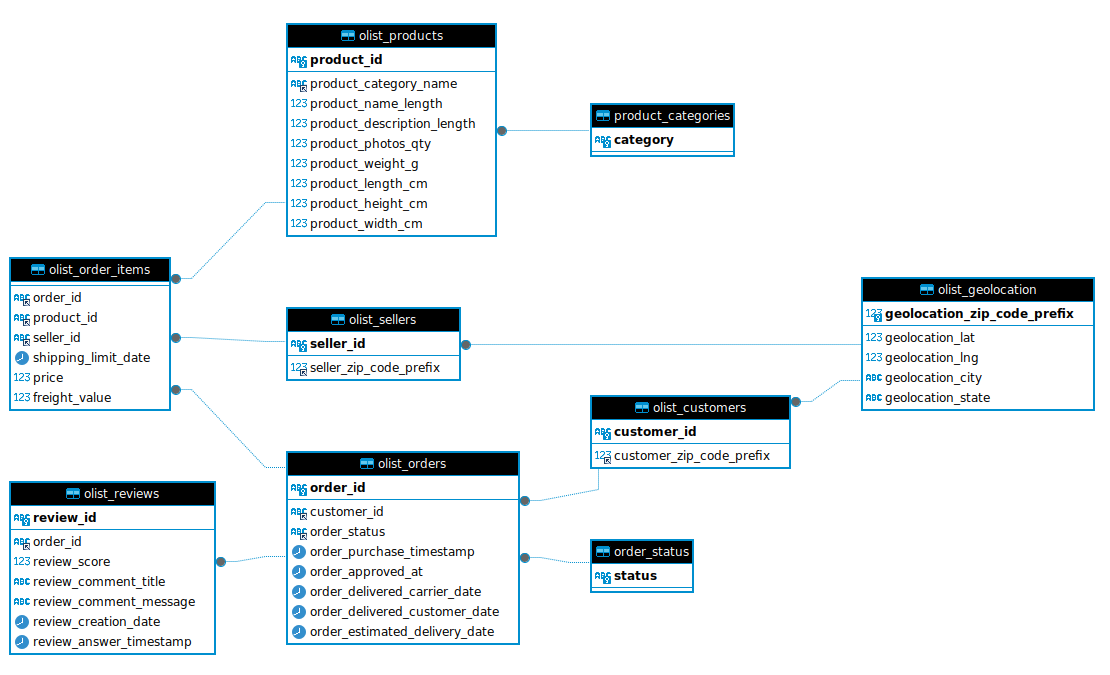 olist_products
product_id
product_category_name
product_name_length
product_description_length
product_photos_qty
product_weight_g
product_length_cm
product_height_cm
product_width_cm
product_categories
category
olist_order_items
order_id
product_id
seller_id
shipping_limit_date
price
freight_value
olist_sellers
seller_id
seller_zip_code_prefix
olist_geolocation
geolocation_zip_code_prefix
geolocation_lat
geolocation_lng
geolocation_city
geolocation_state
olist_customers
customer_id
customer_zip_code_prefix
olist_orders
order_id
customer_id
order_status
order_purchase_timestamp
order_approved_at
order_delivered_carrier_date
order_delivered_customer_date
order_estimated_delivery_date
olist_reviews
review_id
order_id
review_score
review_comment_title
review_comment_message
review_creation_date
review_answer_timestamp
order_status
status